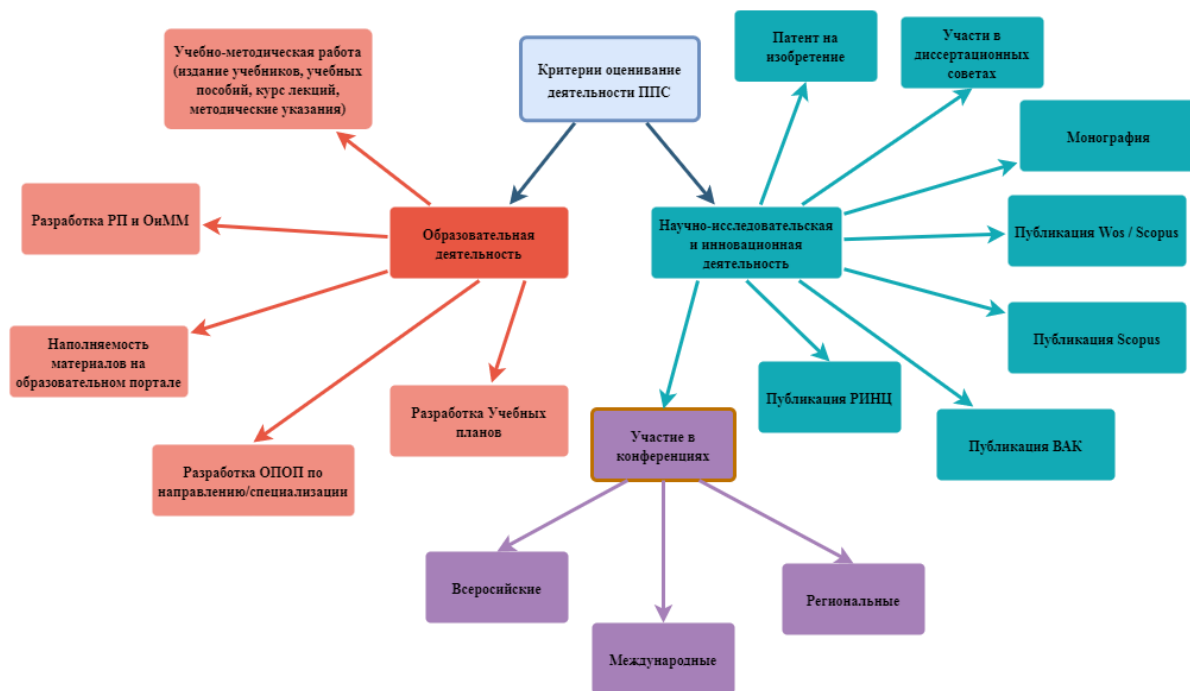 Учебно-методическая работа
(издание учебников, учебных
пособий, курс лекций,
методические указания)
Критерии оценивание
деятельности ППС
Патент на
изобретение
Участи в
диссертационных
советах
Монография
Разработка РП и ОиММ
Образовательная
деятельность
Научно-исследовательская
и инновационная
деятельность
Публикация Wos / Scopus
Наполняемость
материалов на
образовательном портале
Публикация Scopus
Разработка Учебных
планов
Публикация РИНЦ
Участие в
конференциях
Публикация ВАК
Разработка ОПОП по
направлению/специализации
Всеросийские
Региональные
Международные